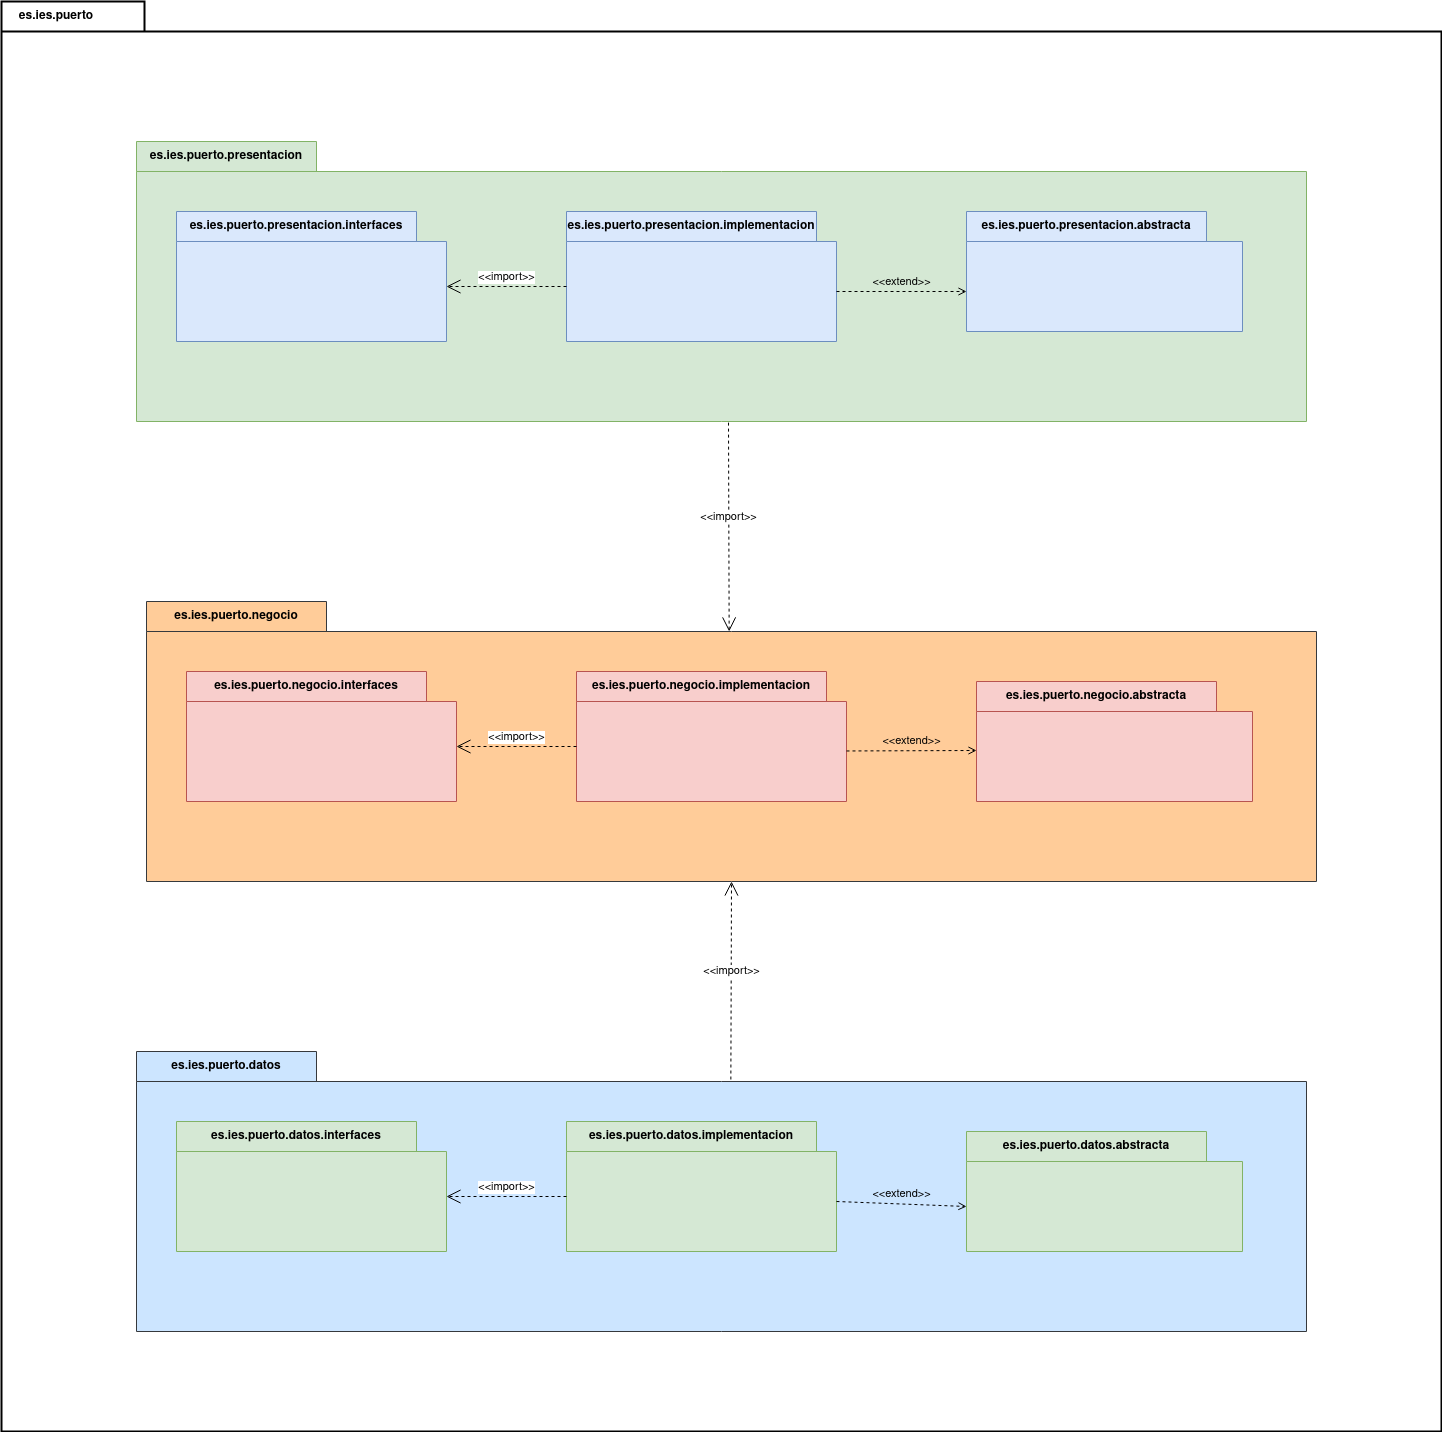 es.ies.puerto
es.ies.puerto.presentacion
es.ies.puerto.presentacion.interfaces
es.ies.puerto.presentacion.implementacion
es.ies.puerto.presentacion.abstracta
<<import>>
<<extend>>
<<import>>
es.ies.puerto.negocio
es.ies.puerto.negocio.interfaces
es.ies.puerto.negocio.implementacion
es.ies.puerto.negocio.abstracta
<<import>>
<<extend>>
<<import>>
es.ies.puerto.datos
es.ies.puerto.datos.interfaces
es.ies.puerto.datos.implementacion
es.ies.puerto.datos.abstracta
<<import>>
<<extend>>